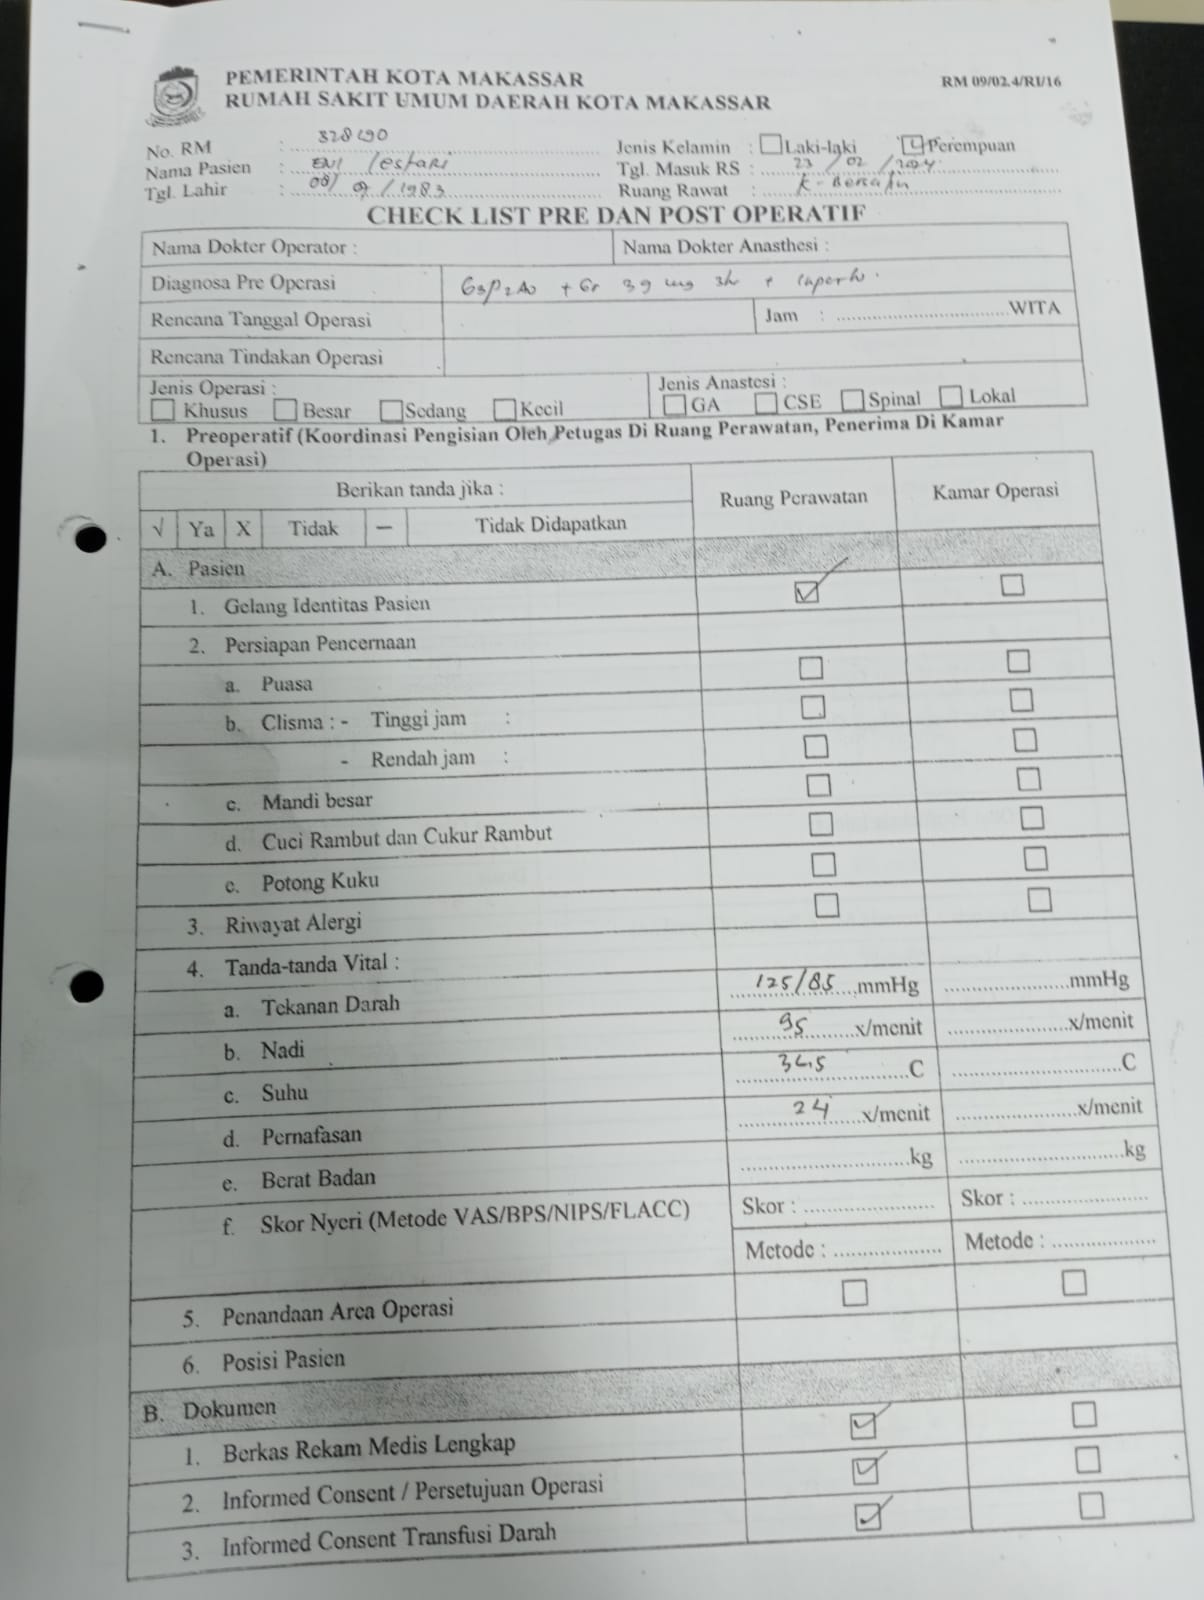 PEMERINTAH KOTA MAKASSAR
RUMAH SAKIT UMUM DAERAH KOTA MAKASSAR
RM 09/02.4/RI/16
No. RM :
Jenis Kelamin : Laki-laki Perempuan
Nama Pasien : ENI Lestari
Tgl. Masuk RS : 23 / 02 /
Tgl. Lahir : /1983
Ruang Rawat : K-Bersalin
CHECK LIST PRE DAN POST OPERATIF
Nama Dokter Operator : Nama Dokter Anasthesi :
Diagnosa Pre Operasi G3P2A0 + Gr 39 mg
Rencana Tanggal Operasi Jam : WITA
Rencana Tindakan Operasi
Jenis Operasi : Jenis Anastesi :
Khusus Besar Sedang Kecil GA CSE Spinal Lokal
1. Preoperatif (Koordinasi Pengisian Oleh Petugas Di Ruang Perawatan, Penerima Di Kamar
Operasi)
Berikan tanda jika : Ruang Perawatan Kamar Operasi
√ Ya X Tidak – Tidak Didapatkan
A. Pasien
1. Gelang Identitas Pasien ✓
2. Persiapan Pencernaan
a. Puasa
b. Clisma : - Tinggi jam :
- Rendah jam :
c. Mandi besar
d. Cuci Rambut dan Cukur Rambut
e. Potong Kuku
3. Riwayat Alergi
4. Tanda-tanda Vital :
a. Tekanan Darah 125/85 mmHg mmHg
b. Nadi 95 x/menit x/menit
c. Suhu C C
d. Pernafasan 24 x/menit x/menit
e. Berat Badan kg kg
f. Skor Nyeri (Metode VAS/BPS/NIPS/FLACC) Skor : Skor :
Metode : Metode :
5. Penandaan Area Operasi
6. Posisi Pasien
B. Dokumen
1. Berkas Rekam Medis Lengkap ✓
2. Informed Consent / Persetujuan Operasi ✓
3. Informed Consent Transfusi Darah ✓